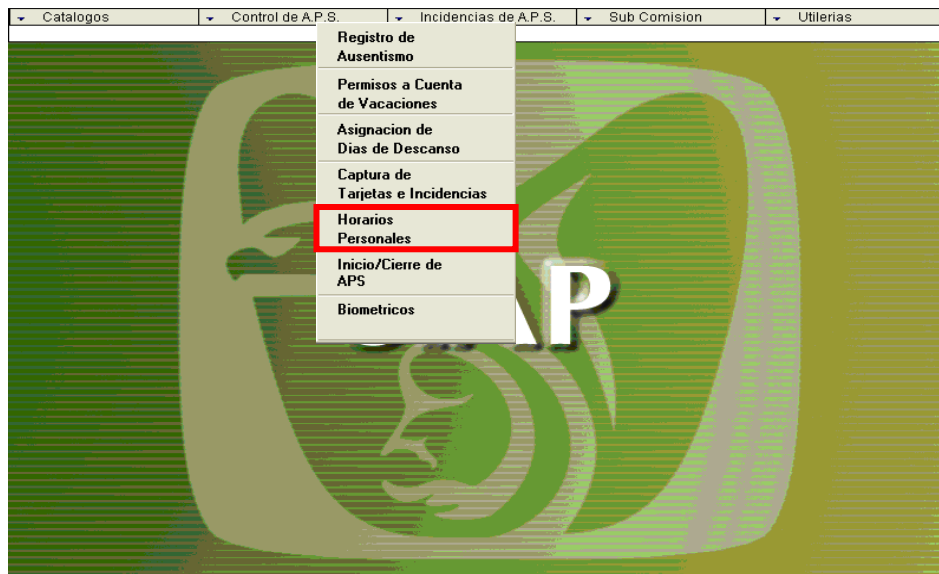 Catalogos
Control de A.P.S.
Incidencias de A.P.S.
Sub Comision
Utilerias
Registro de
Ausentismo
Permisos a Cuenta
de Vacaciones
Asignacion de
Dias de Descanso
Captura de
Tarjetas e Incidencias
Horarios
Personales
Inicio/Cierre de
APS
Biometricos